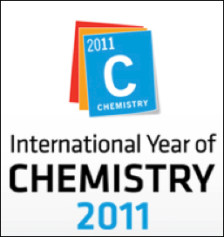 2011
C
CHEMISTRY
International Year of
CHEMISTRY
2011